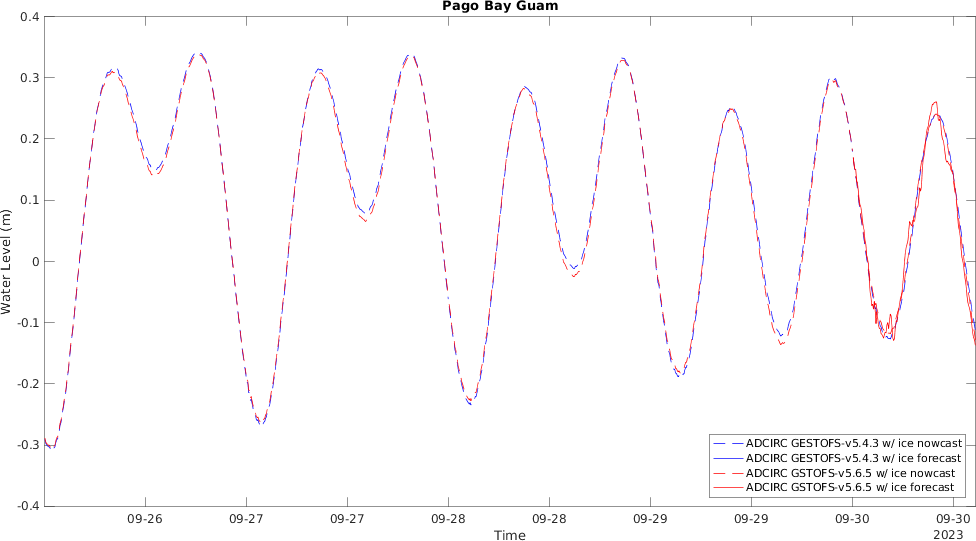 Pago Bay Guam
0.4
0.3
0.2
0.1
0
-0.1
-0.2
-0.3
-0.4
Water Level (m)
09-26
09-27
09-27
09-28
09-28
09-29
09-29
09-30
09-30
2023
Time
ADCIRC GESTOFS-v5.4.3 w/ ice nowcast
ADCIRC GESTOFS-v5.4.3 w/ ice forecast
ADCIRC GSTOFS-v5.6.5 w/ ice nowcast
ADCIRC GSTOFS-v5.6.5 w/ ice forecast